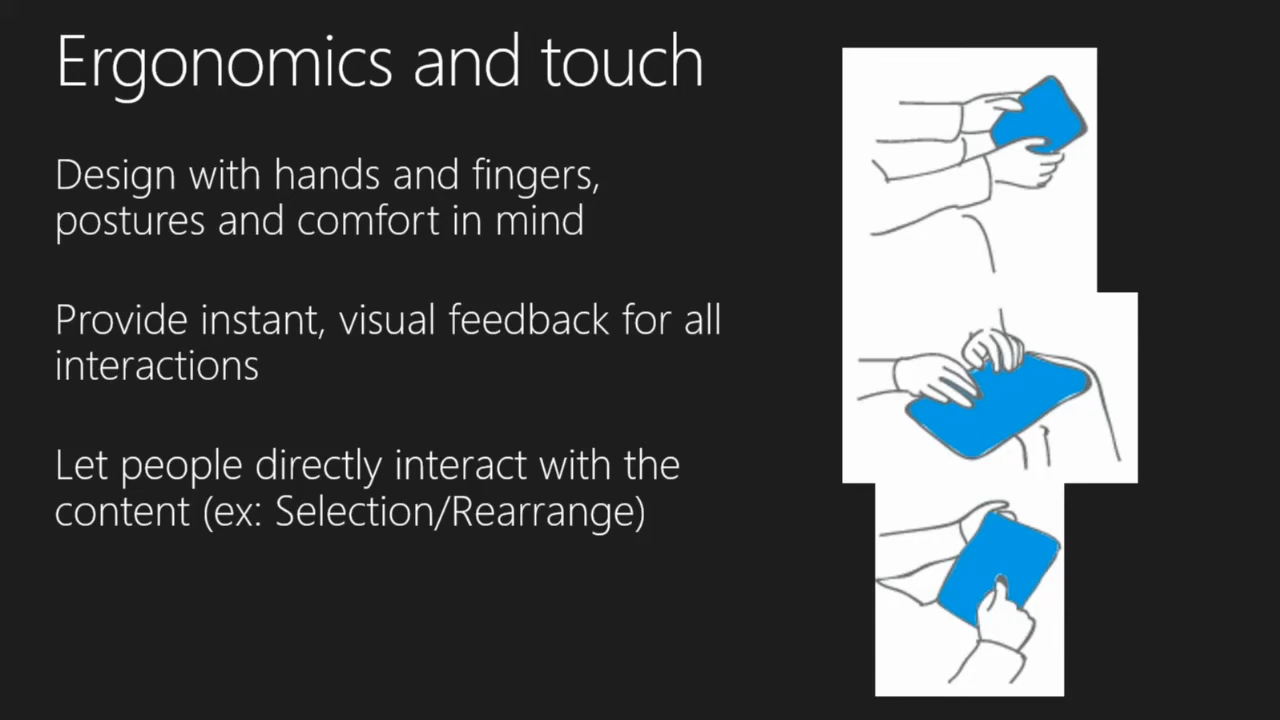 Ergonomics and touch
Design with hands and fingers,
postures and comfort in mind
Provide instant, visual feedback for all
interactions
Let people directly interact with the
content (ex: Selection/Rearrange)